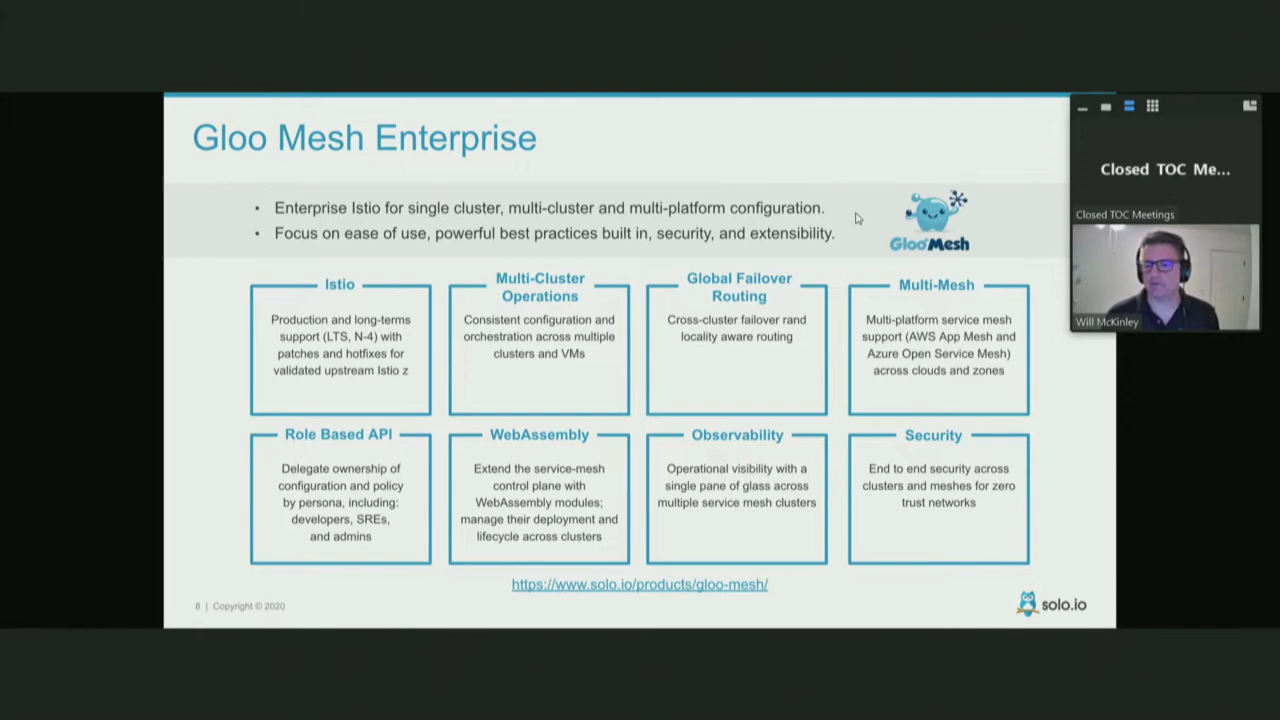 Gloo Mesh Enterprise
• Enterprise Istio for single cluster, multi-cluster and multi-platform configuration.
• Focus on ease of use, powerful best practices built in, security, and extensibility.
Gloo Mesh
Closed TOC Me...
Closed TOC Meetings
Will McKinley
Istio
Production and long-terms
support (LTS, N-4) with
patches and hotfixes for
validated upstream Istio z
Multi-Cluster
Operations
Consistent configuration and
orchestration across multiple
clusters and VMs
Global Failover
Routing
Cross-cluster failover rand
locality aware routing
Multi-Mesh
Multi-platform service mesh
support (AWS App Mesh and
Azure Open Service Mesh)
across clouds and zones
Role Based API
Delegate ownership of
configuration and policy
by persona, including:
developers, SREs,
and admins
WebAssembly
Extend the service-mesh
control plane with
WebAssembly modules;
manage their deployment and
lifecycle across clusters
Observability
Operational visibility with a
single pane of glass across
multiple service mesh clusters
Security
End to end security across
clusters and meshes for zero
trust networks
https://www.solo.io/products/gloo-mesh/
8 | Copyright © 2020
solo.io